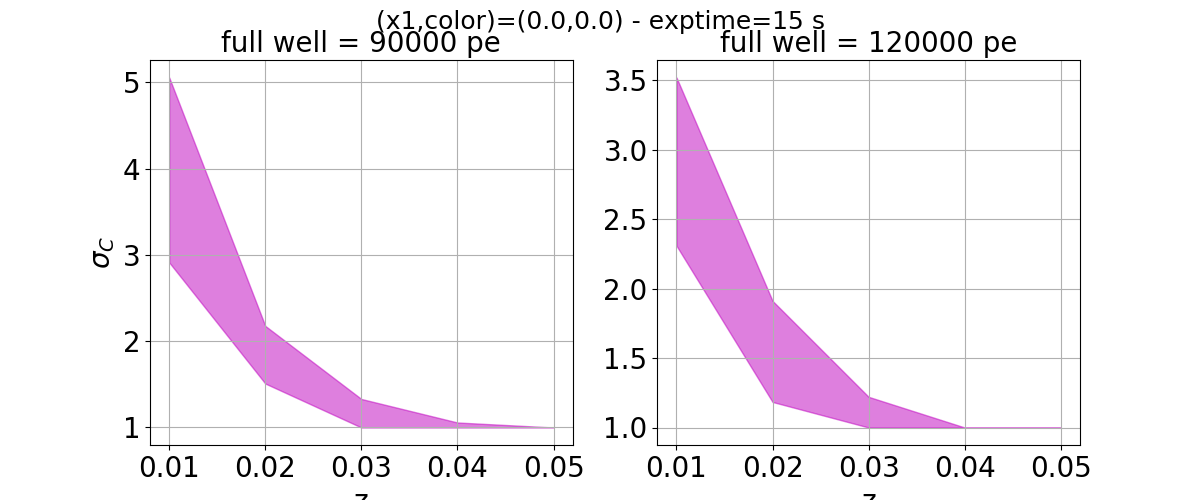 (x1,color)=(0.0,0.0) - exptime=15 s
full well = 90000 pe
full well = 120000 pe
5
4
3
2
1
σC
0.01 0.02 0.03 0.04 0.05
z
3.5
3.0
2.5
2.0
1.5
1.0
0.01 0.02 0.03 0.04 0.05
z